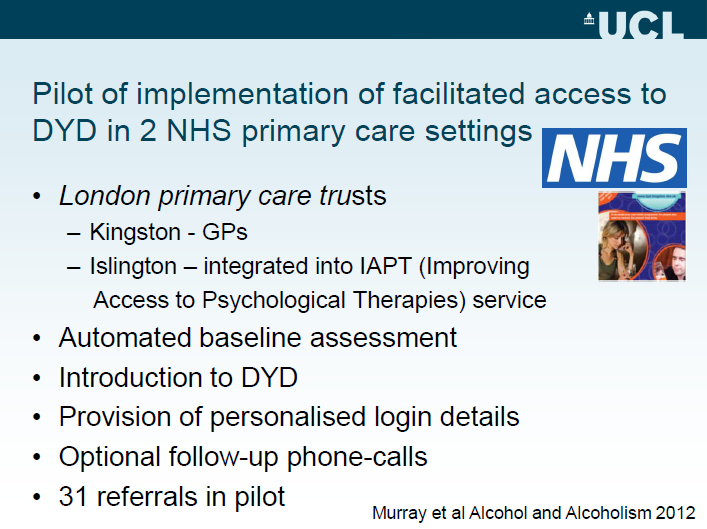 UCL
Pilot of implementation of facilitated access to
DYD in 2 NHS primary care settings
NHS
• London primary care trusts
– Kingston - GPs
– Islington – integrated into IAPT (Improving
Access to Psychological Therapies) service
• Automated baseline assessment
• Introduction to DYD
• Provision of personalised login details
• Optional follow-up phone-calls
• 31 referrals in pilot
Murray et al Alcohol and Alcoholism 2012